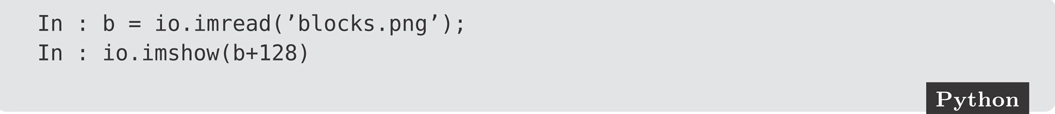 In : b = io.imread(’blocks.png’);
In : io.imshow(b+128)
Python